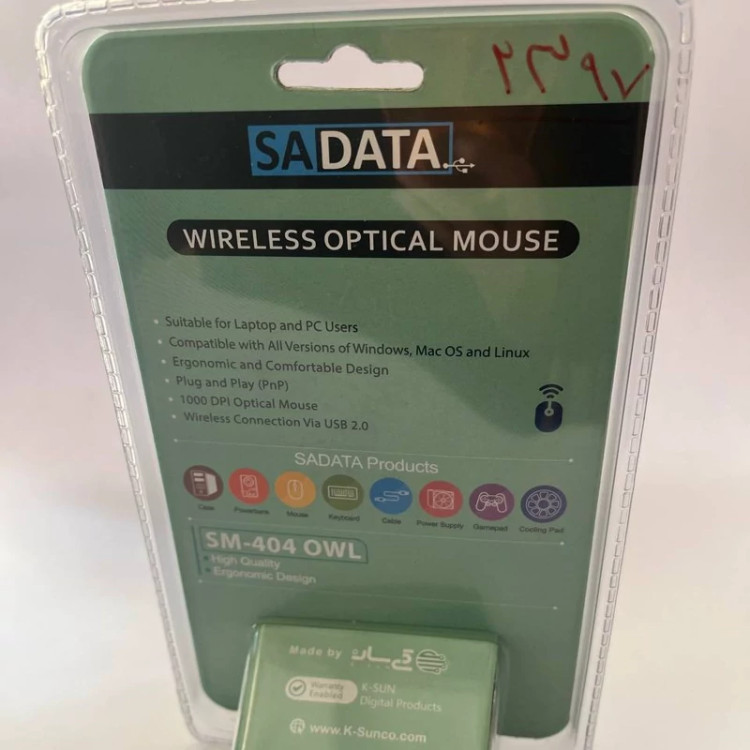 SADATA
WIRELESS OPTICAL MOUSE
• Suitable for Laptop and PC Users
• Compatible with All Versions of Windows, Mac OS and Linux
• Ergonomic and Comfortable Design
• Plug and Play (PnP)
• 1000 DPI Optical Mouse
• Wireless Connection Via USB 2.0
SADATA Products
Case Powerbank Mouse Keyboard Cable Power Supply Gamepad Cooling Pad
SM-404 OWL
• High Quality
• Ergonomic Design
Made by
Warranty Enabled
K-SUN
Digital Products
www.K-Sunco.com